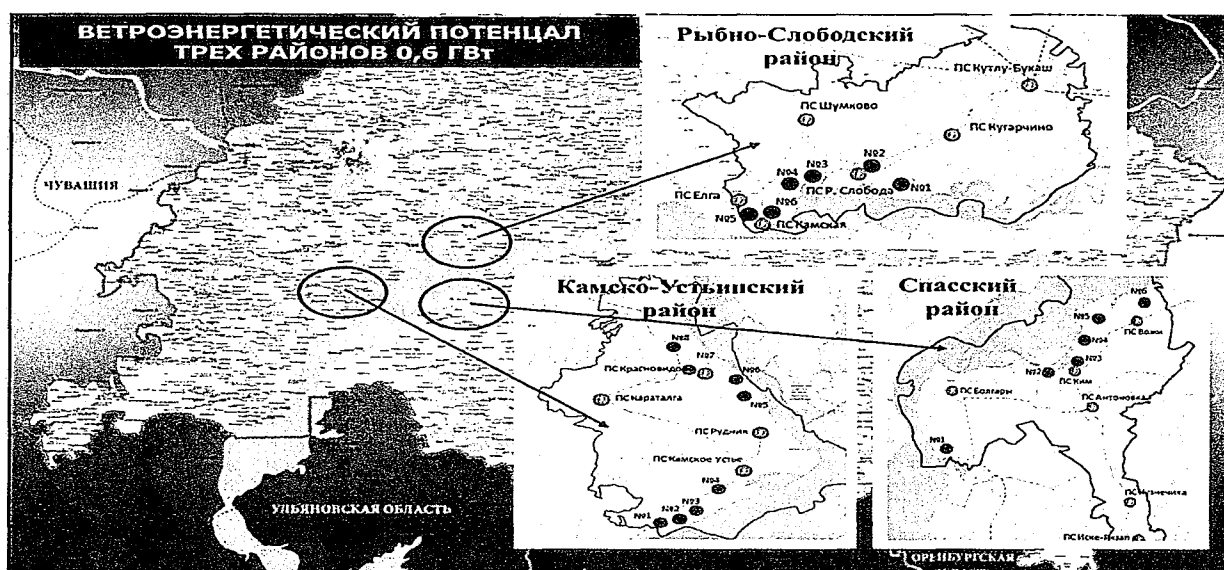 ВЕТРОЭНЕРГЕТИЧЕСКИЙ ПОТЕНЦАЛ
ТРЕХ РАЙОНОВ 0,6 ГВт
ЧУВАШИЯ
УЛЬЯНОВСКАЯ ОБЛАСТЬ
Рыбно-Слободский
район
ПС Кутлу-Букаш
ПС Шумково
ПС Кугарчино
№2
№3
№4
ПС Р. Слобода
№1
ПС Елга
№6
№5
ПС Камская
Камско-Устьинский
район
№8
№7
ПС Красновидо
№6
ПС Караталга
№5
ПС Рудник
ПС Камское Устье
№4
№3
№2
№1
Спасский
район
№6
№5
ПС Вожи
№4
№3
№2
ПС Ким
ПС Болгары
ПС Антоновка
№1
ОРЕНБУРГСКАЯ